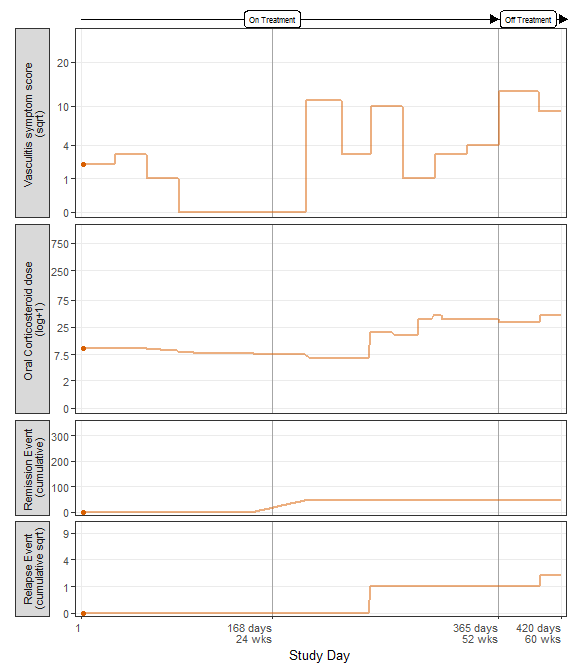 On Treatment
Off Treatment
Vasculitis symptom score
(sqrt)
20
10
4
1
0
Oral Corticosteroid dose
(log+1)
750
250
75
25
7.5
2
0
Remission Event
(cumulative)
300
200
100
0
Relapse Event
(cumulative sqrt)
9
4
1
0
1
168 days
24 wks
365 days
52 wks
420 days
60 wks
Study Day